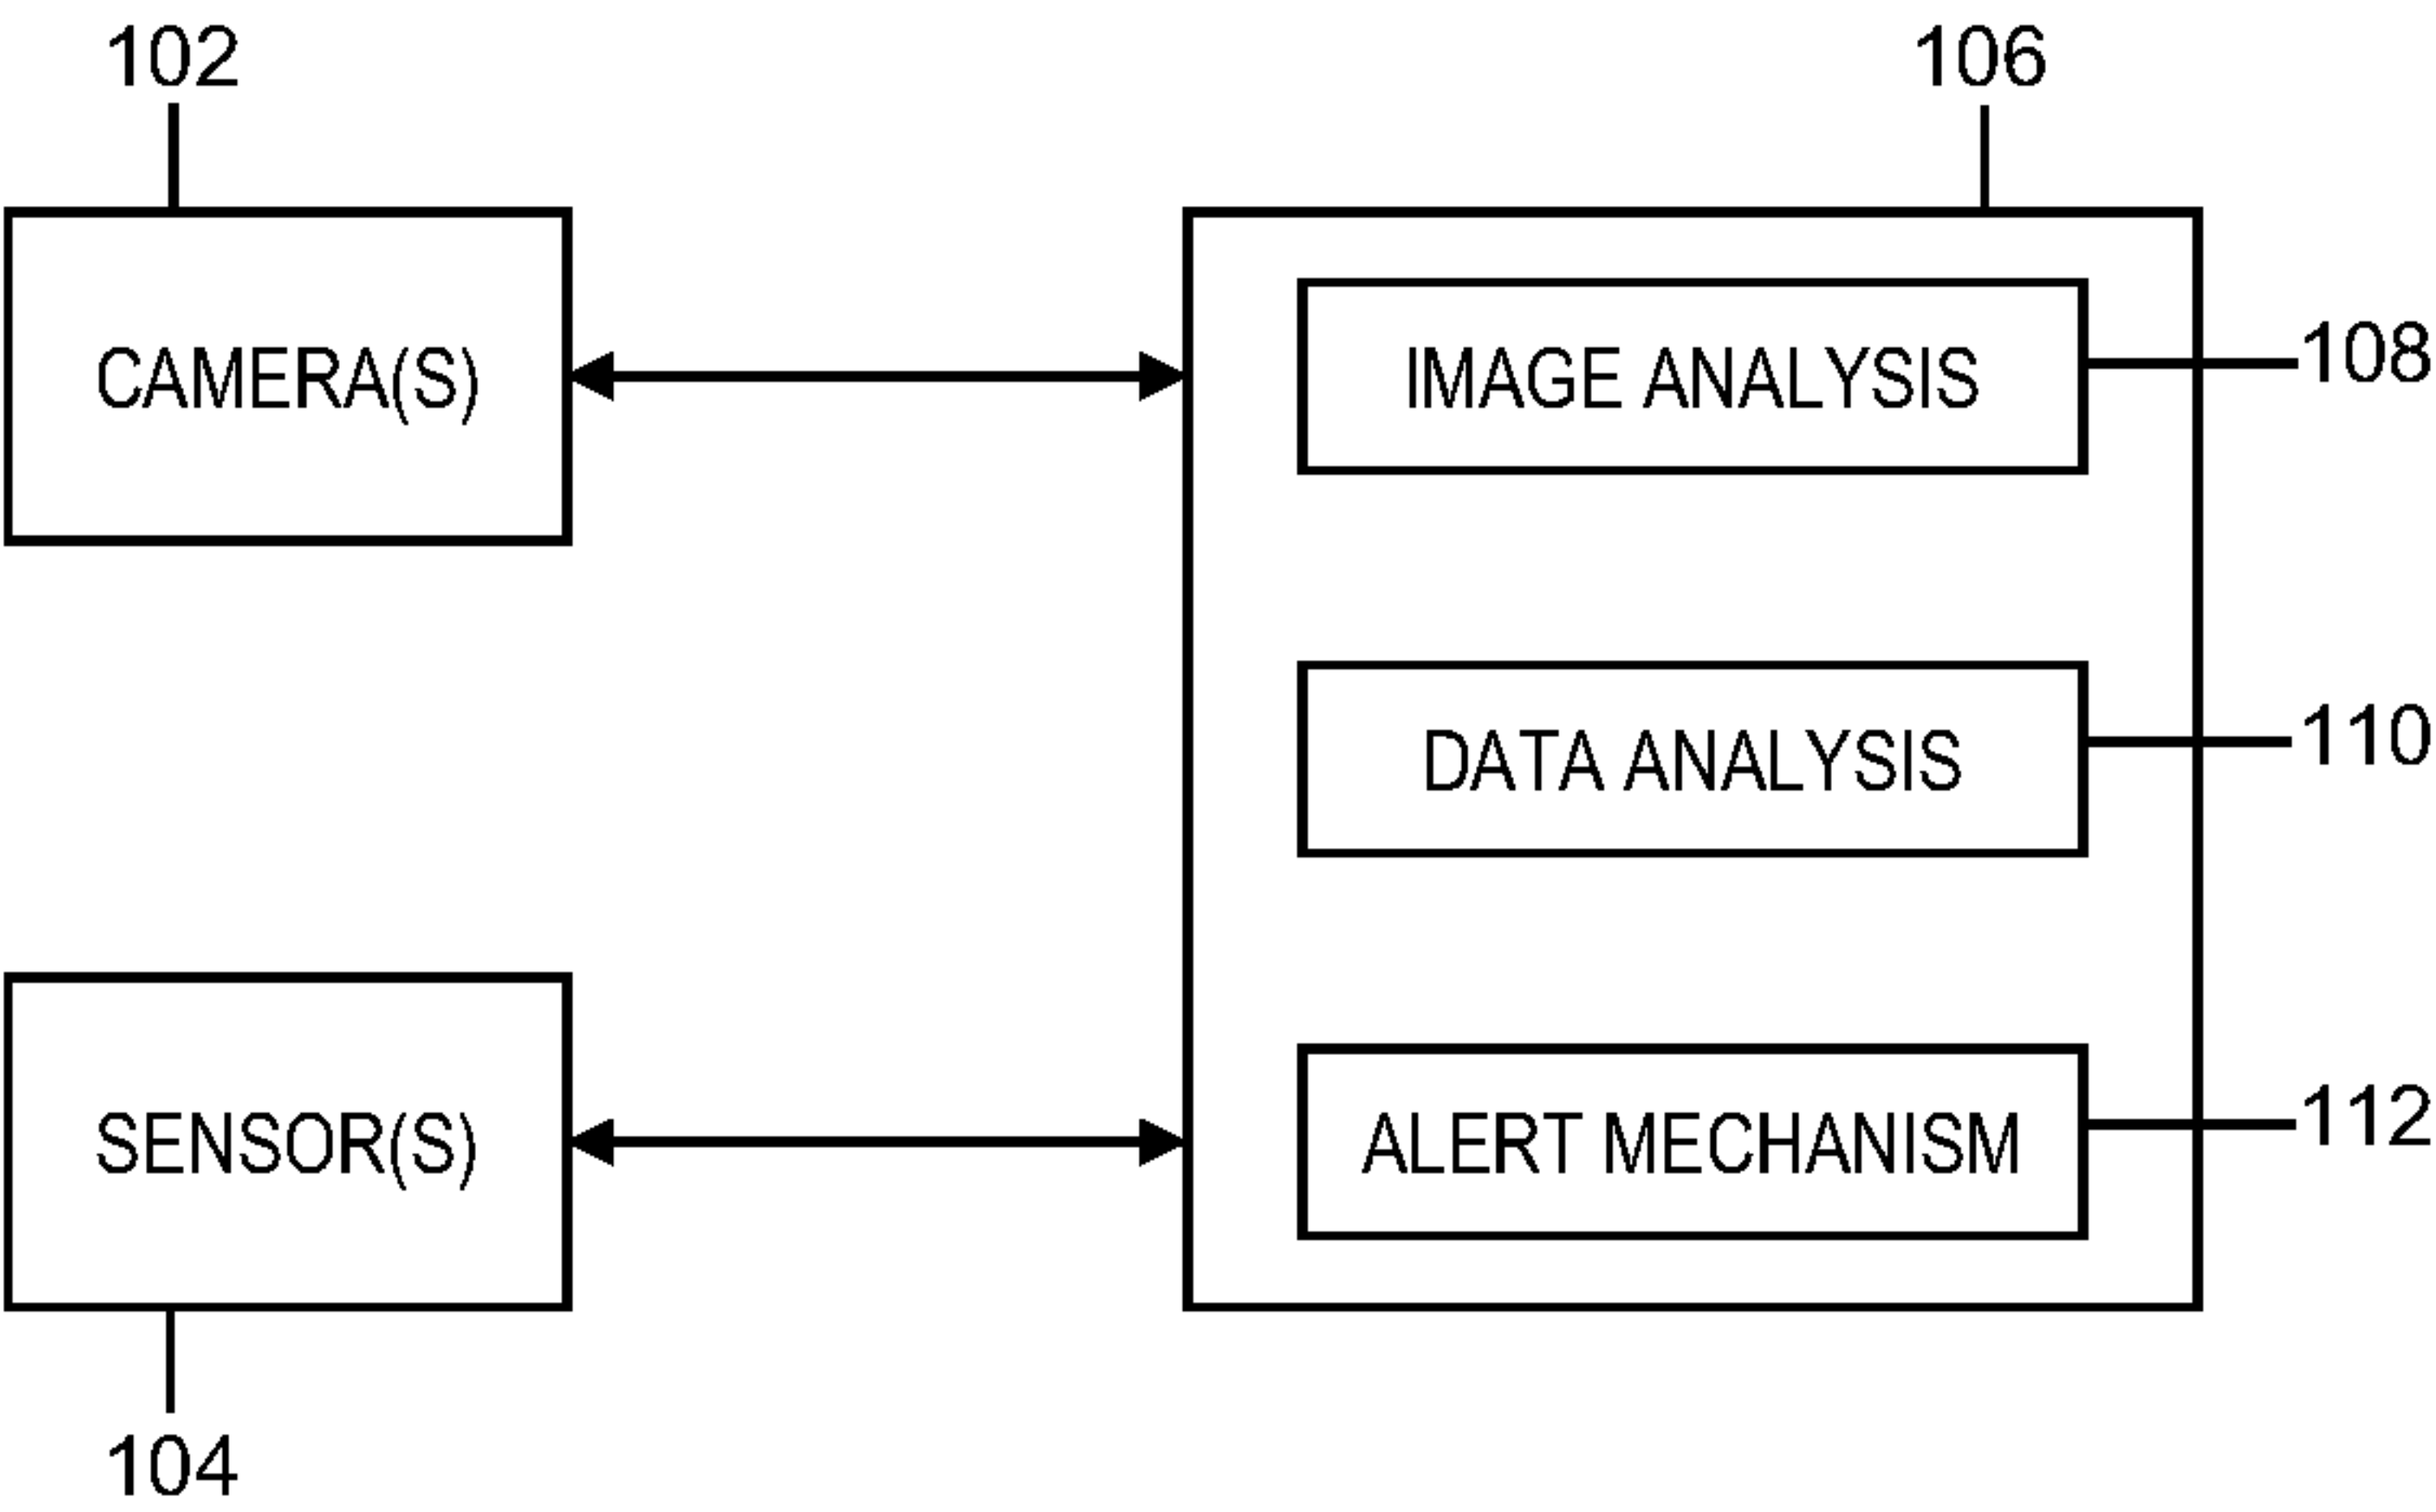 102
106
CAMERA(S)
IMAGE ANALYSIS
108
DATA ANALYSIS
110
SENSOR(S)
ALERT MECHANISM
112
104